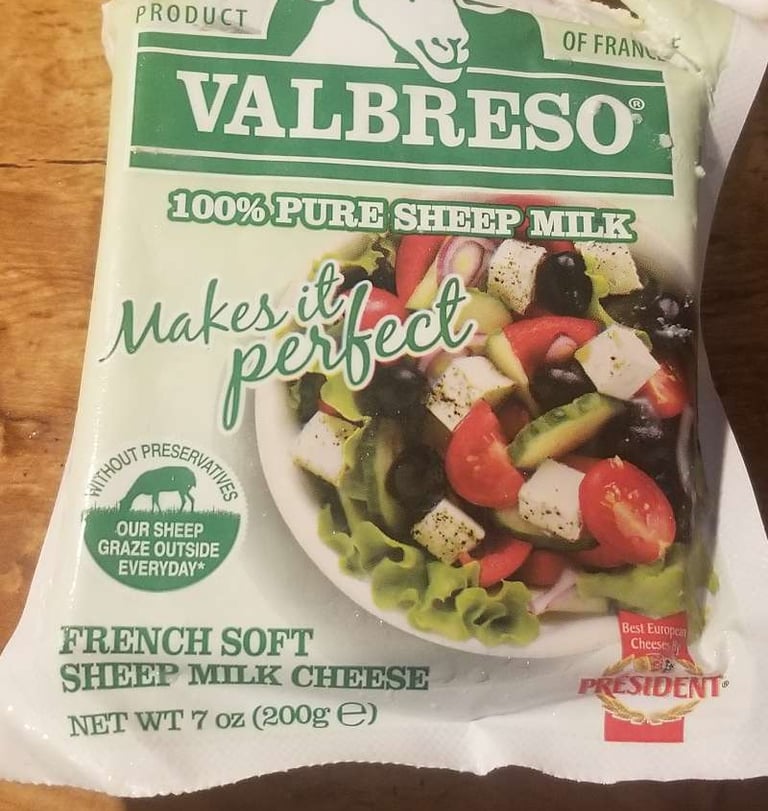 PRODUCT
OF FRANCE
VALBRESO®
100% PURE SHEEP MILK
Makes it
perfect
WITHOUT PRESERVATIVES
OUR SHEEP
GRAZE OUTSIDE
EVERYDAY*
FRENCH SOFT
SHEEP MILK CHEESE
NET WT 7 oz (200g ℮)
Best European
Cheeses By
PRÉSIDENT®